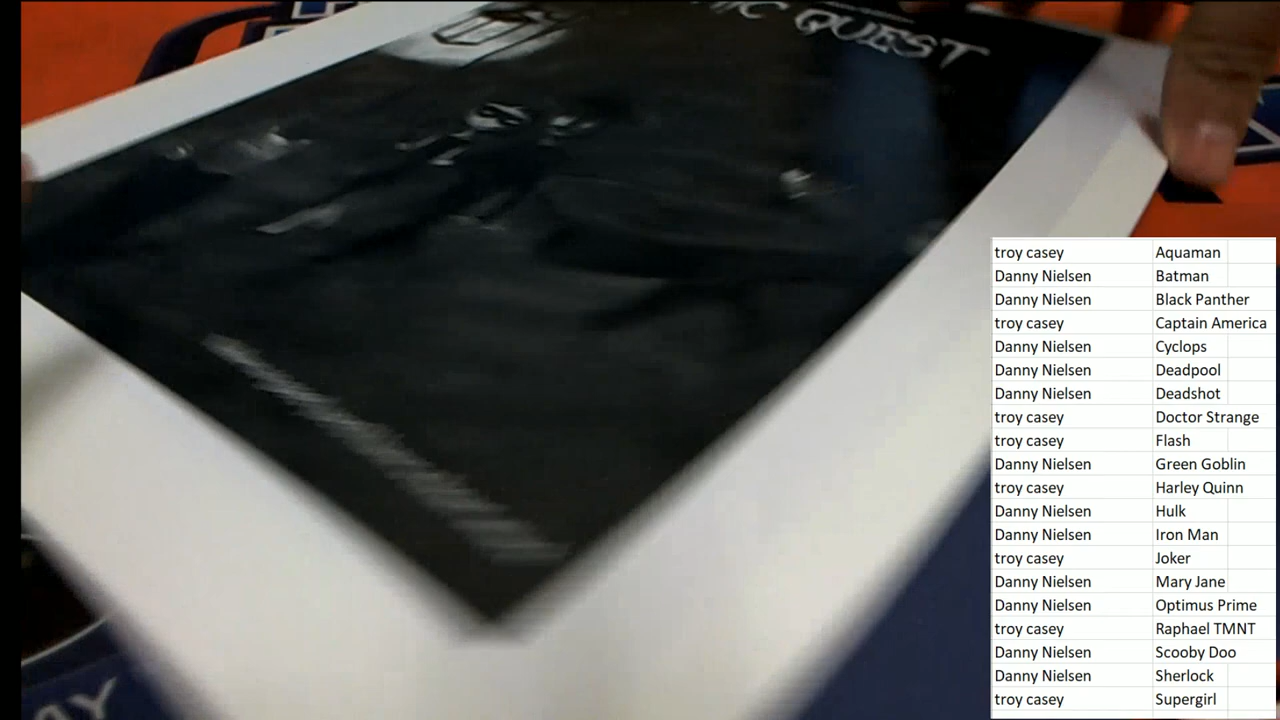 IC QUEST
troy casey Aquaman
Danny Nielsen Batman
Danny Nielsen Black Panther
troy casey Captain America
Danny Nielsen Cyclops
Danny Nielsen Deadpool
Danny Nielsen Deadshot
troy casey Doctor Strange
troy casey Flash
Danny Nielsen Green Goblin
troy casey Harley Quinn
Danny Nielsen Hulk
Danny Nielsen Iron Man
troy casey Joker
Danny Nielsen Mary Jane
Danny Nielsen Optimus Prime
troy casey Raphael TMNT
Danny Nielsen Scooby Doo
Danny Nielsen Sherlock
troy casey Supergirl
AY